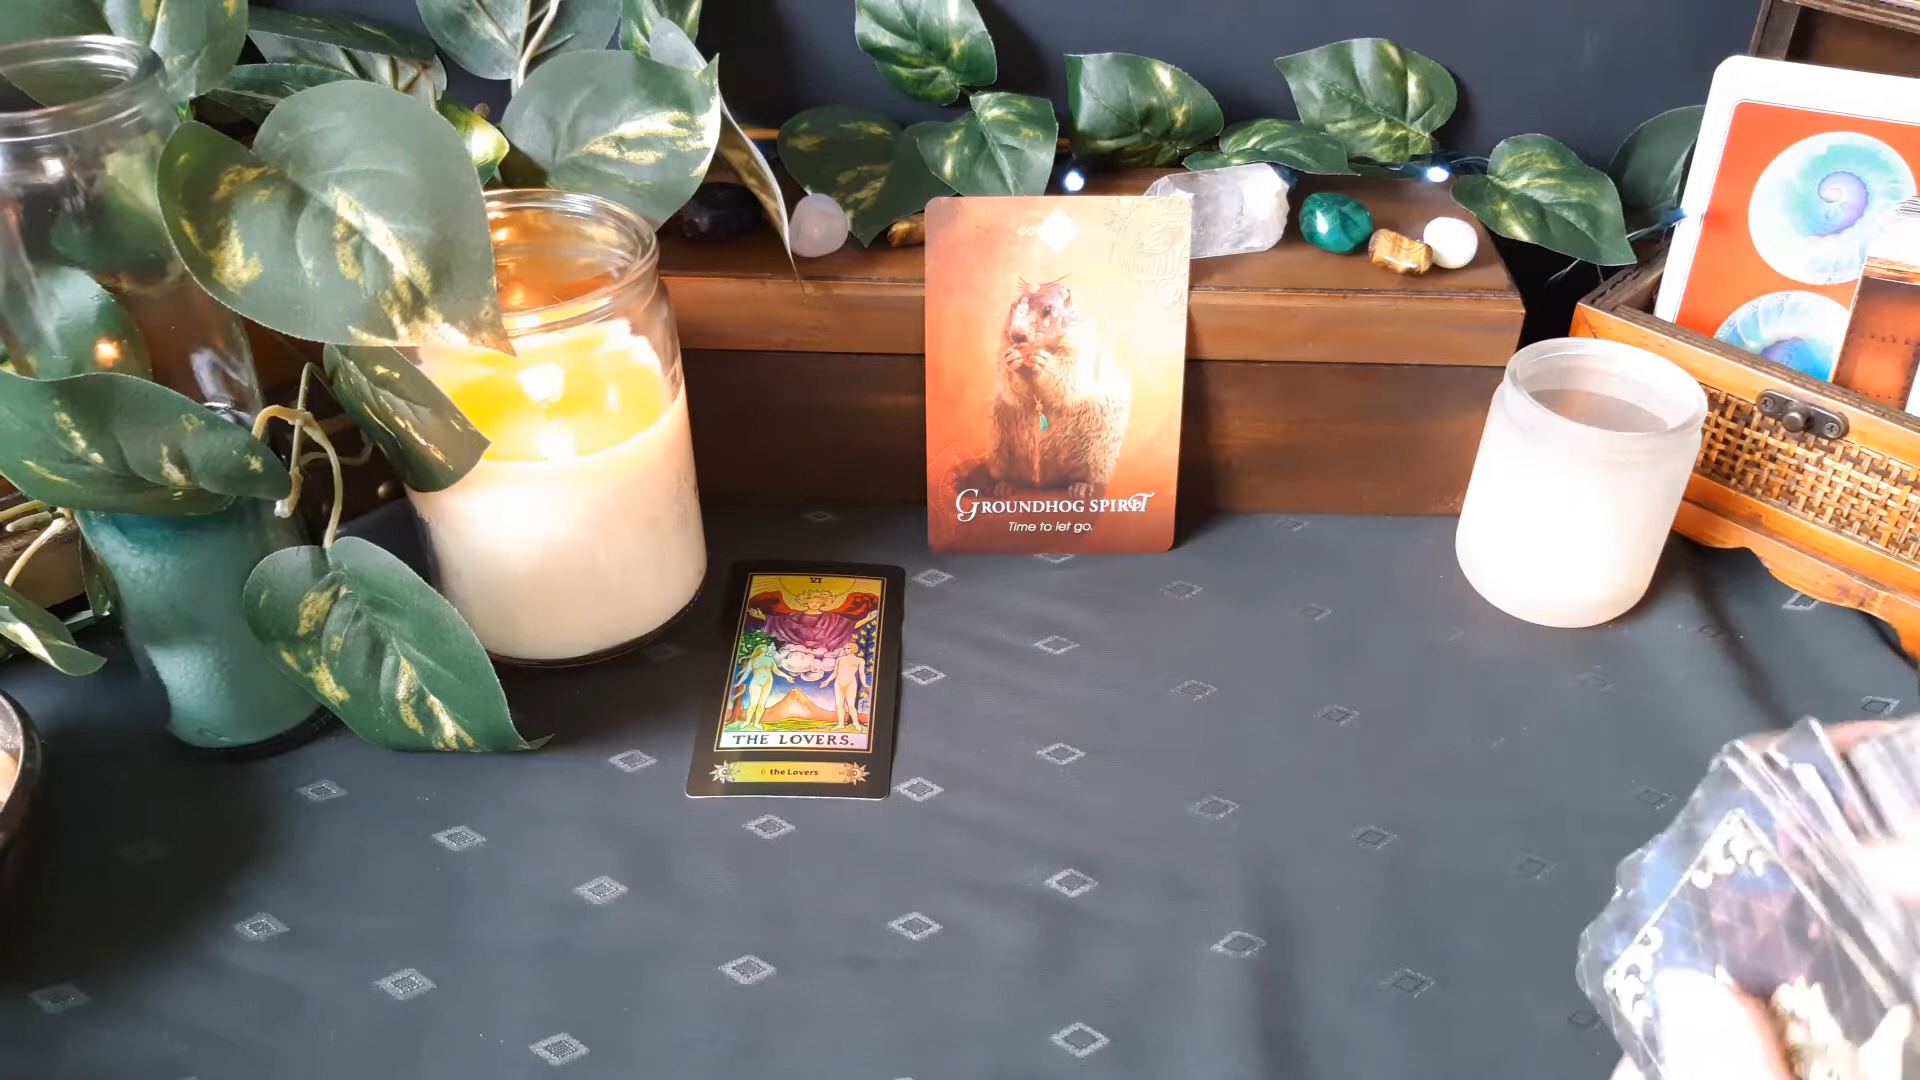 GROUNDHOG SPIRIT
Time to let go.
VI
THE LOVERS.
6 the Lovers